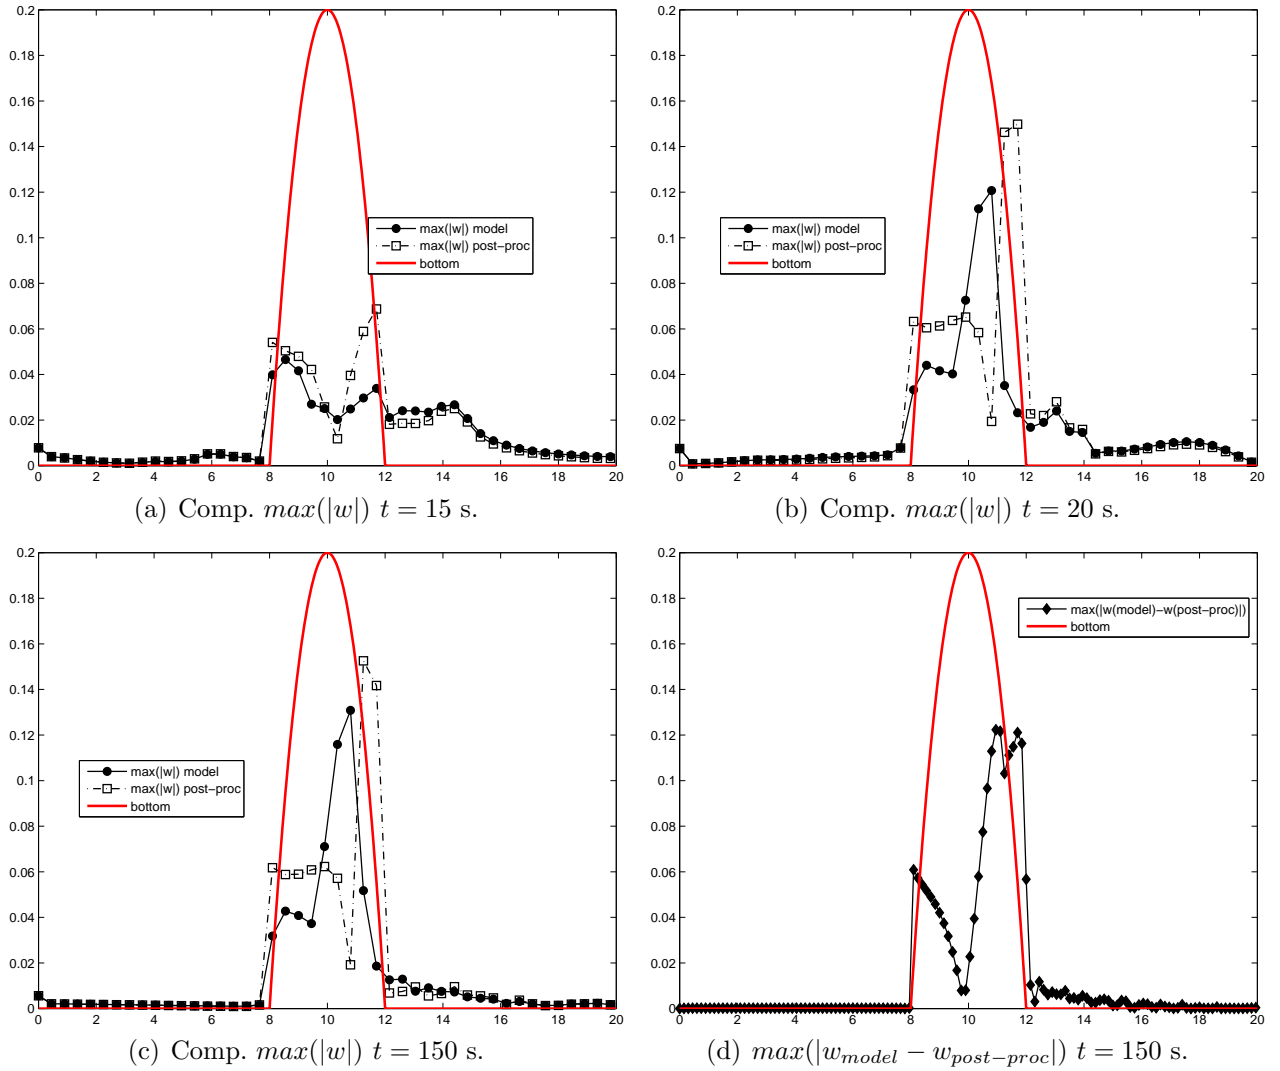 0.2
0.18
0.16
0.14
0.12
0.1
0.08
0.06
0.04
0.02
0
0 2 4 6 8 10 12 14 16 18 20
max(|w|) model
max(|w|) post−proc
bottom
(a) Comp. max(|w|) t = 15 s.
0.2
0.18
0.16
0.14
0.12
0.1
0.08
0.06
0.04
0.02
0
0 2 4 6 8 10 12 14 16 18 20
max(|w|) model
max(|w|) post−proc
bottom
(b) Comp. max(|w|) t = 20 s.
0.2
0.18
0.16
0.14
0.12
0.1
0.08
0.06
0.04
0.02
0
0 2 4 6 8 10 12 14 16 18 20
max(|w|) model
max(|w|) post−proc
bottom
(c) Comp. max(|w|) t = 150 s.
0.2
0.18
0.16
0.14
0.12
0.1
0.08
0.06
0.04
0.02
0
0 2 4 6 8 10 12 14 16 18 20
max(|w(model)−w(post−proc)|)
bottom
(d) max(|w_{model} − w_{post−proc}|) t = 150 s.